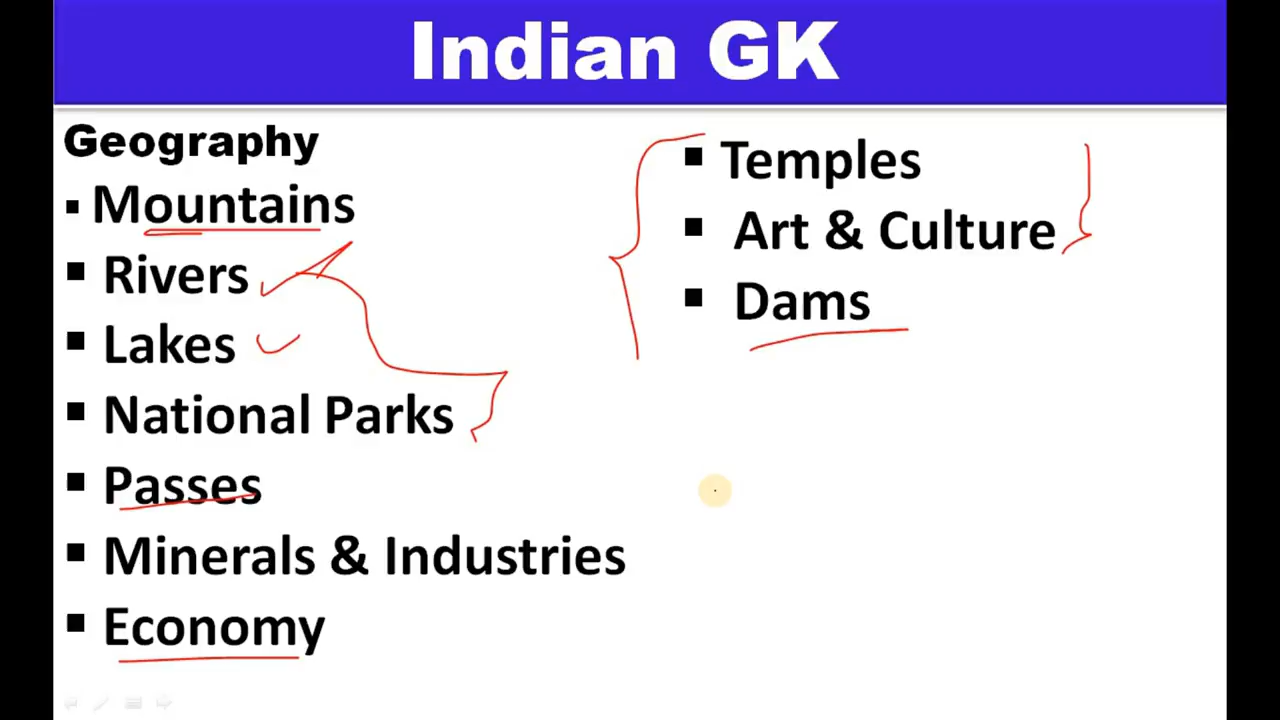 Indian GK
Geography
▪ Mountains
▪ Rivers
▪ Lakes
▪ National Parks
▪ Passes
▪ Minerals & Industries
▪ Economy
▪ Temples
▪ Art & Culture
▪ Dams